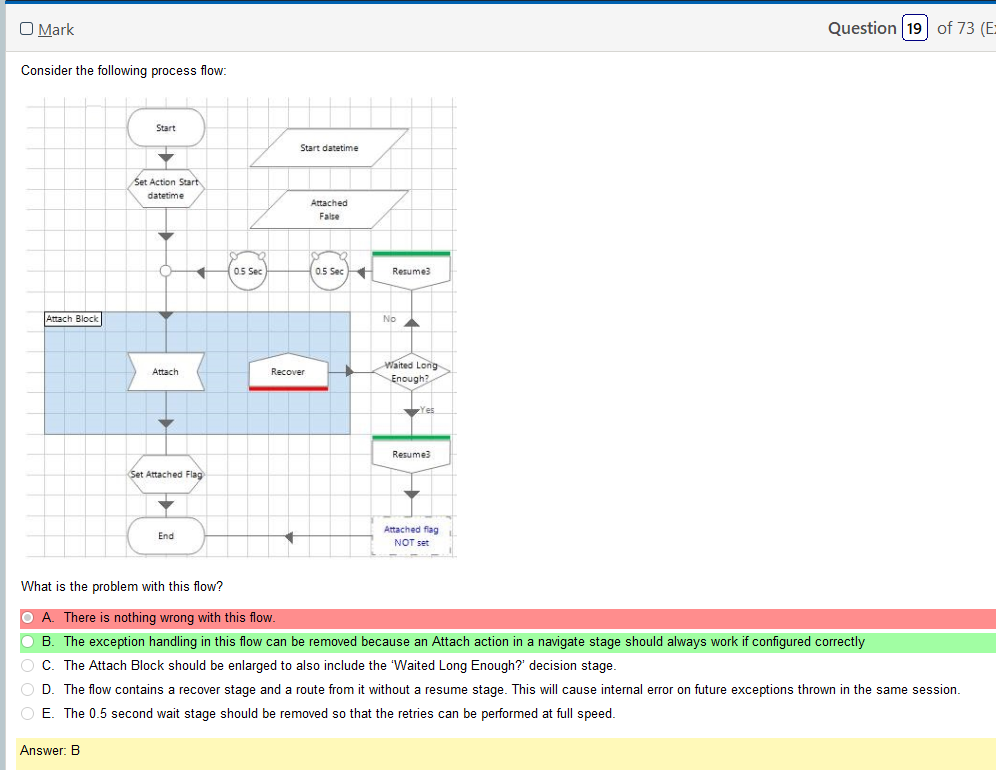 Mark
Question 19 of 73 (E
Consider the following process flow:
Start
Start datetime
Set Action Start
datetime
Attached
False
0.5 Sec
0.5 Sec
Resume3
Attach Block
No
Attach
Recover
Waited Long
Enough?
Yes
Resume3
Set Attached Flag
End
Attached flag
NOT set
What is the problem with this flow?
A. There is nothing wrong with this flow.
B. The exception handling in this flow can be removed because an Attach action in a navigate stage should always work if configured correctly
C. The Attach Block should be enlarged to also include the 'Waited Long Enough?' decision stage.
D. The flow contains a recover stage and a route from it without a resume stage. This will cause internal error on future exceptions thrown in the same session.
E. The 0.5 second wait stage should be removed so that the retries can be performed at full speed.
Answer: B